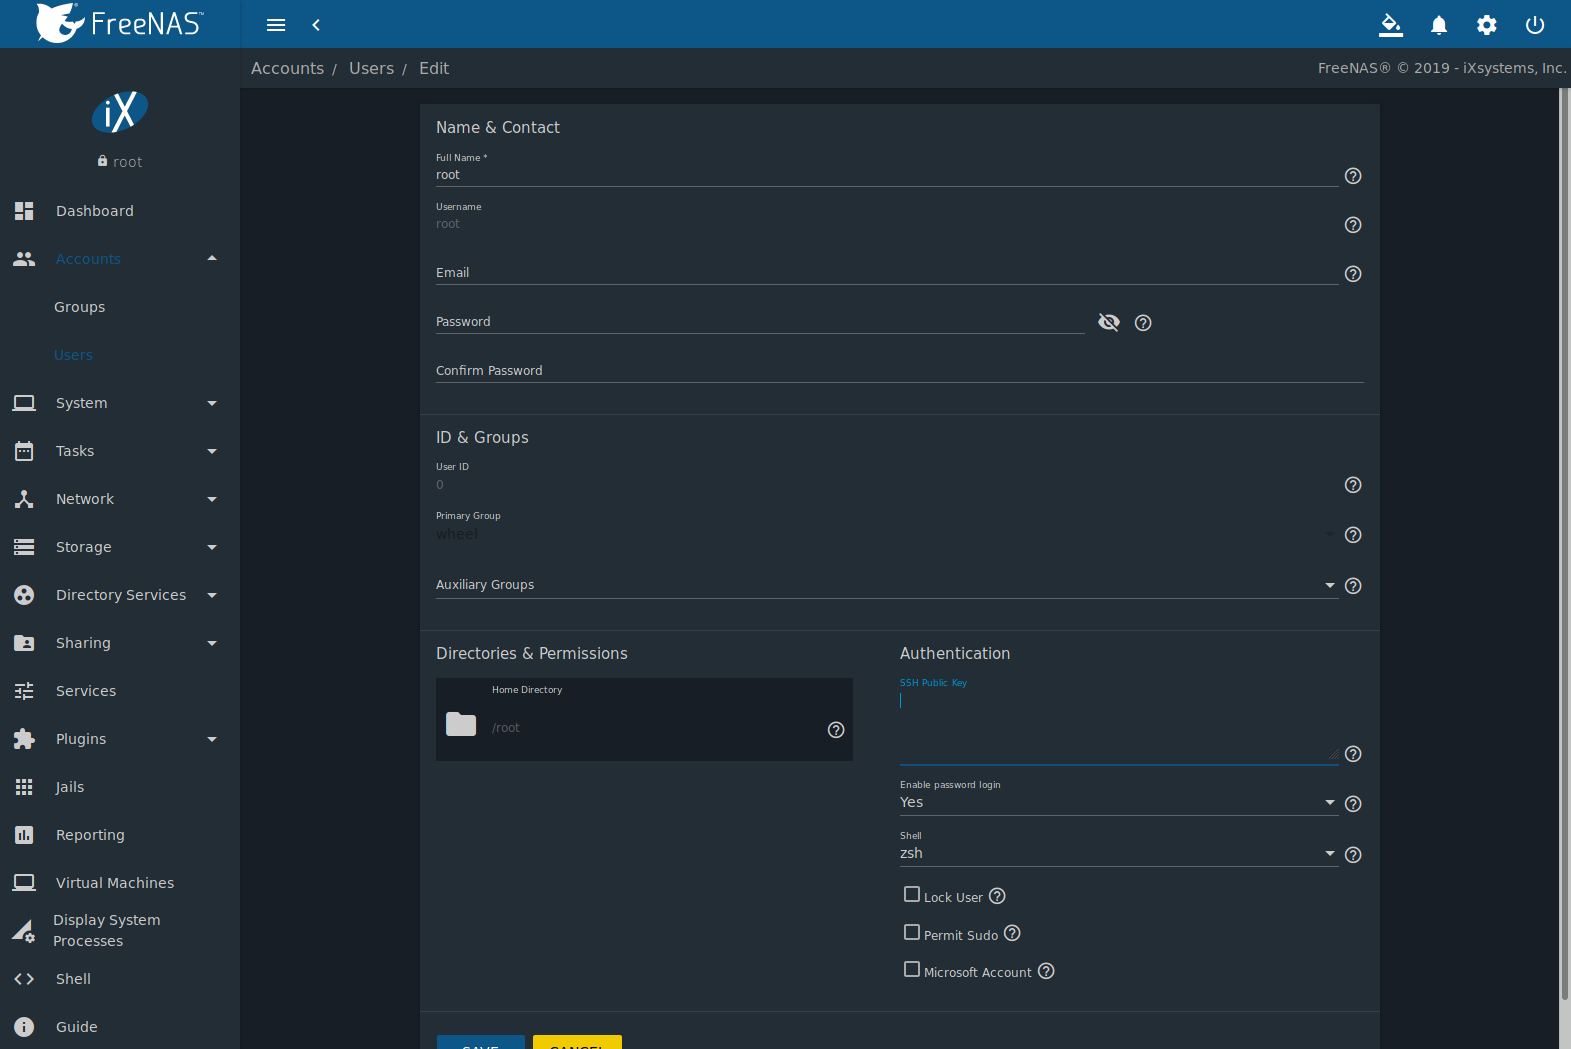 FreeNAS™
Accounts / Users / Edit
FreeNAS® © 2019 - iXsystems, Inc.
iX
root
Dashboard
Accounts
Groups
Users
System
Tasks
Network
Storage
Directory Services
Sharing
Services
Plugins
Jails
Reporting
Virtual Machines
Display System
Processes
Shell
Guide
Name & Contact
Full Name *
root
Username
root
Email
Password
Confirm Password
ID & Groups
User ID
0
Primary Group
wheel
Auxiliary Groups
Directories & Permissions
Home Directory
/root
Authentication
SSH Public Key
Enable password login
Yes
Shell
zsh
Lock User
Permit Sudo
Microsoft Account
SAVE
CANCEL